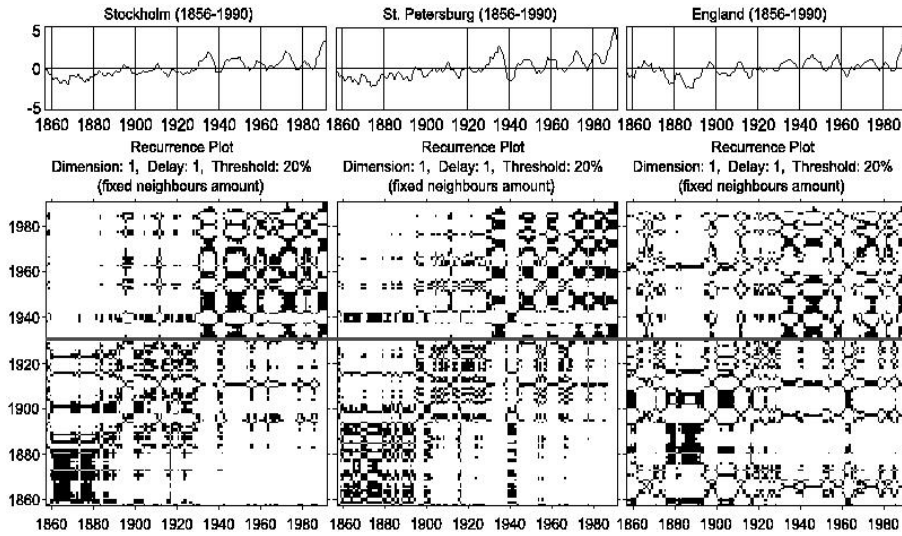 Stockholm (1856-1990) St. Petersburg (1856-1990) England (1856-1990)
5
0
-5
1860 1880 1900 1920 1940 1960 1980 1860 1880 1900 1920 1940 1960 1980 1860 1880 1900 1920 1940 1960 1980
Recurrence Plot Recurrence Plot Recurrence Plot
Dimension: 1, Delay: 1, Threshold: 20% Dimension: 1, Delay: 1, Threshold: 20% Dimension: 1, Delay: 1, Threshold: 20%
(fixed neighbours amount) (fixed neighbours amount) (fixed neighbours amount)
1980
1960
1940
1920
1900
1880
1860
1860 1880 1900 1920 1940 1960 1980 1860 1880 1900 1920 1940 1960 1980 1860 1880 1900 1920 1940 1960 1980